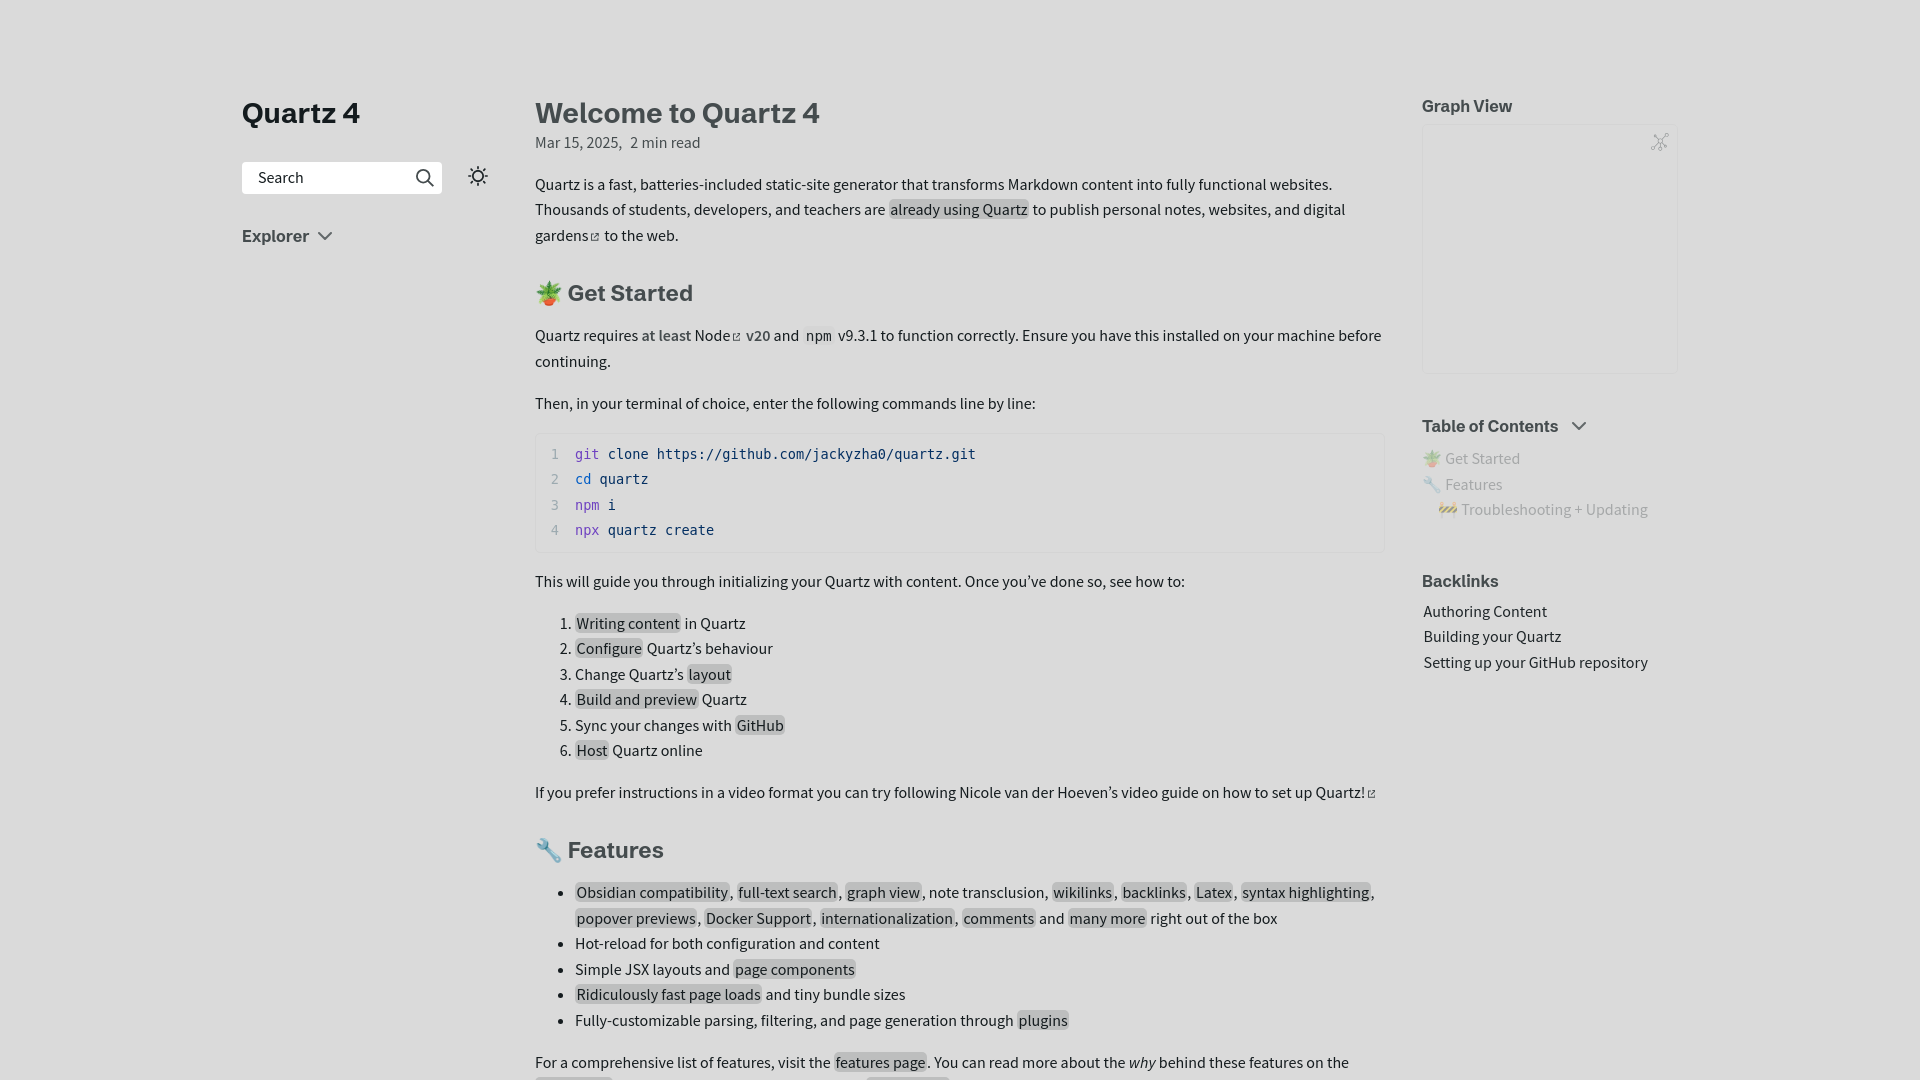 Quartz 4
Search
Explorer
Welcome to Quartz 4
Mar 15, 2025, 2 min read
Quartz is a fast, batteries-included static-site generator that transforms Markdown content into fully functional websites.
Thousands of students, developers, and teachers are already using Quartz to publish personal notes, websites, and digital
gardens to the web.
🪴 Get Started
Quartz requires at least Node v20 and npm v9.3.1 to function correctly. Ensure you have this installed on your machine before
continuing.
Then, in your terminal of choice, enter the following commands line by line:
1 git clone https://github.com/jackyzha0/quartz.git
2 cd quartz
3 npm i
4 npx quartz create
This will guide you through initializing your Quartz with content. Once you’ve done so, see how to:
1. Writing content in Quartz
2. Configure Quartz’s behaviour
3. Change Quartz’s layout
4. Build and preview Quartz
5. Sync your changes with GitHub
6. Host Quartz online
If you prefer instructions in a video format you can try following Nicole van der Hoeven’s video guide on how to set up Quartz!
🔧 Features
• Obsidian compatibility, full-text search, graph view, note transclusion, wikilinks, backlinks, Latex, syntax highlighting,
popover previews, Docker Support, internationalization, comments and many more right out of the box
• Hot-reload for both configuration and content
• Simple JSX layouts and page components
• Ridiculously fast page loads and tiny bundle sizes
• Fully-customizable parsing, filtering, and page generation through plugins
For a comprehensive list of features, visit the features page. You can read more about the why behind these features on the
Graph View
Table of Contents
🪴 Get Started
🔧 Features
🚧 Troubleshooting + Updating
Backlinks
Authoring Content
Building your Quartz
Setting up your GitHub repository